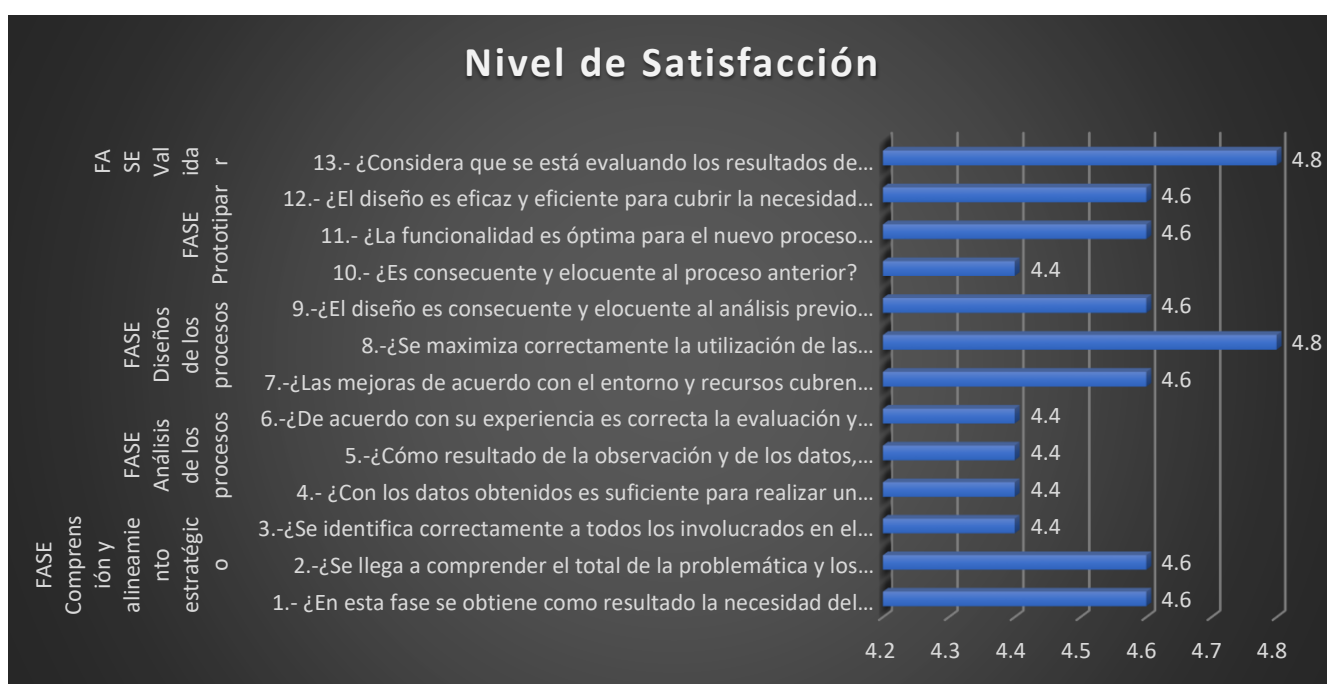 Nivel de Satisfacción
FA
SE
Val
ida
r
13.- ¿Considera que se está evaluando los resultados de...
4.8
FASE
Prototipar
12.- ¿El diseño es eficaz y eficiente para cubrir la necesidad...
4.6
11.- ¿La funcionalidad es óptima para el nuevo proceso...
4.6
10.- ¿Es consecuente y elocuente al proceso anterior?
4.4
FASE
Diseños
de los
procesos
9.-¿El diseño es consecuente y elocuente al análisis previo...
4.6
8.-¿Se maximiza correctamente la utilización de las...
4.8
7.-¿Las mejoras de acuerdo con el entorno y recursos cubren...
4.6
FASE
Análisis
de los
procesos
6.-¿De acuerdo con su experiencia es correcta la evaluación y...
4.4
5.-¿Cómo resultado de la observación y de los datos,...
4.4
4.- ¿Con los datos obtenidos es suficiente para realizar un...
4.4
FASE
Comprens
ión y
alineamie
nto
estratégic
o
3.-¿Se identifica correctamente a todos los involucrados en el...
4.4
2.-¿Se llega a comprender el total de la problemática y los...
4.6
1.- ¿En esta fase se obtiene como resultado la necesidad del...
4.6
4.2 4.3 4.4 4.5 4.6 4.7 4.8